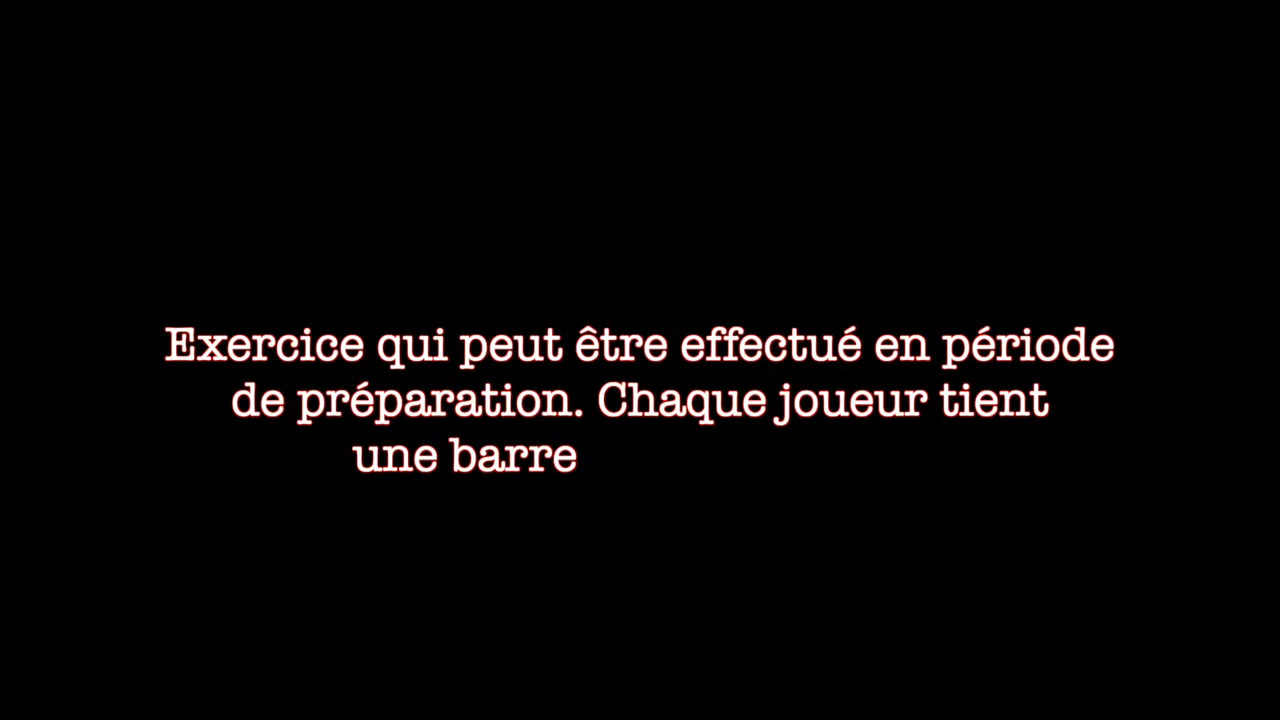 Exercice qui peut être effectué en période
de préparation. Chaque joueur tient
une barre